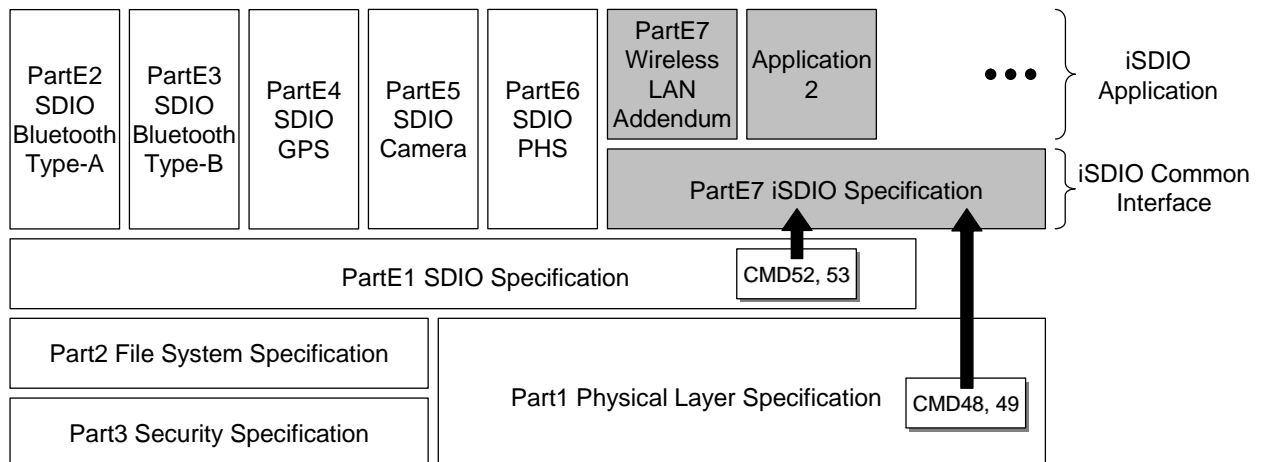 PartE2
SDIO
Bluetooth
Type-A
PartE3
SDIO
Bluetooth
Type-B
PartE4
SDIO
GPS
PartE5
SDIO
Camera
PartE6
SDIO
PHS
PartE7
Wireless
LAN
Addendum
Application
2
iSDIO
Application
PartE7 iSDIO Specification
iSDIO Common
Interface
PartE1 SDIO Specification
CMD52, 53
Part2 File System Specification
Part1 Physical Layer Specification
CMD48, 49
Part3 Security Specification